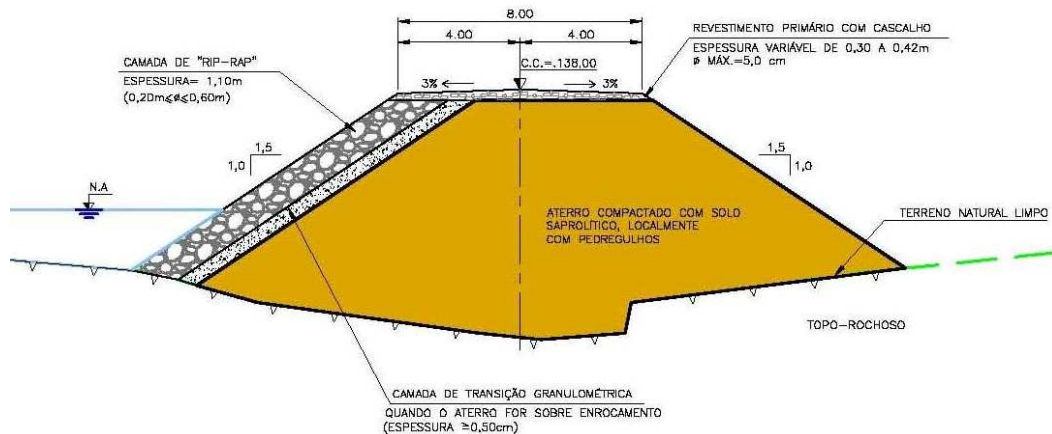 8.00
4.00
4.00
REVESTIMENTO PRIMÁRIO COM CASCALHO
ESPESSURA VARIÁVEL DE 0,30 A 0,42m
ø MÁX.=5,0 cm
CAMADA DE "RIP-RAP"
ESPESSURA= 1,10m
(0,20m≤ø≤0,60m)
C.C.=.138,00
3%
3%
1,5
1,0
1,5
1,0
N.A
ATERRO COMPACTADO COM SOLO
SAPROLÍTICO, LOCALMENTE
COM PEDREGULHOS
TERRENO NATURAL LIMPO
TOPO-ROCHOSO
CAMADA DE TRANSIÇÃO GRANULOMÉTRICA
QUANDO O ATERRO FOR SOBRE ENROCAMENTO
(ESPESSURA ≥0,50cm)